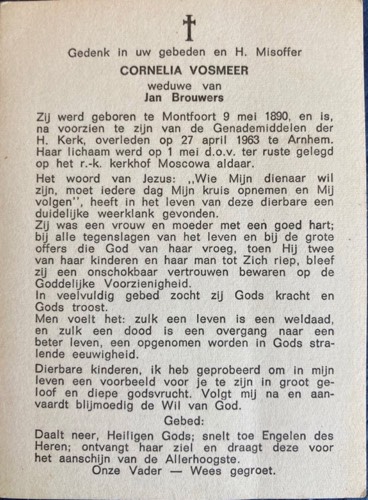 Gedenk in uw gebeden en H. Misoffer
CORNELIA VOSMEER
weduwe van
Jan Brouwers
Zij werd geboren te Montfoort 9 mei 1890, en is,
na voorzien te zijn van de Genademiddelen der
H. Kerk, overleden op 27 april 1963 te Arnhem.
Haar lichaam werd op 1 mei d.o.v. ter ruste gelegd
op het r.-k. kerkhof Moscowa aldaar.
Het woord van Jezus: ,,Wie Mijn dienaar wil
zijn, moet iedere dag Mijn kruis opnemen en Mij
volgen", heeft in het leven van deze dierbare een
duidelijke weerklank gevonden.
Zij was een vrouw en moeder met een goed hart;
bij alle tegenslagen van het leven en bij de grote
offers die God van haar vroeg, toen Hij twee
van haar kinderen en haar man tot Zich riep, bleef
zij een onschokbaar vertrouwen bewaren op de
Goddelijke Voorzienigheid.
In veelvuldig gebed zocht zij Gods kracht en
Gods troost.
Men voelt het: zulk een leven is een weldaad,
en zulk een dood is een overgang naar een
beter leven, een opgenomen worden in Gods stra-
lende eeuwigheid.
Dierbare kinderen, ik heb geprobeerd om in mijn
leven een voorbeeld voor je te zijn in groot ge-
loof en diepe godsvrucht. Volgt mij na en aan-
vaardt blijmoedig de Wil van God.
Gebed:
Daalt neer, Heiligen Gods; snelt toe Engelen des
Heren; ontvangt haar ziel en draagt deze voor
het aanschijn van de Allerhoogste.
Onze Vader — Wees gegroet.